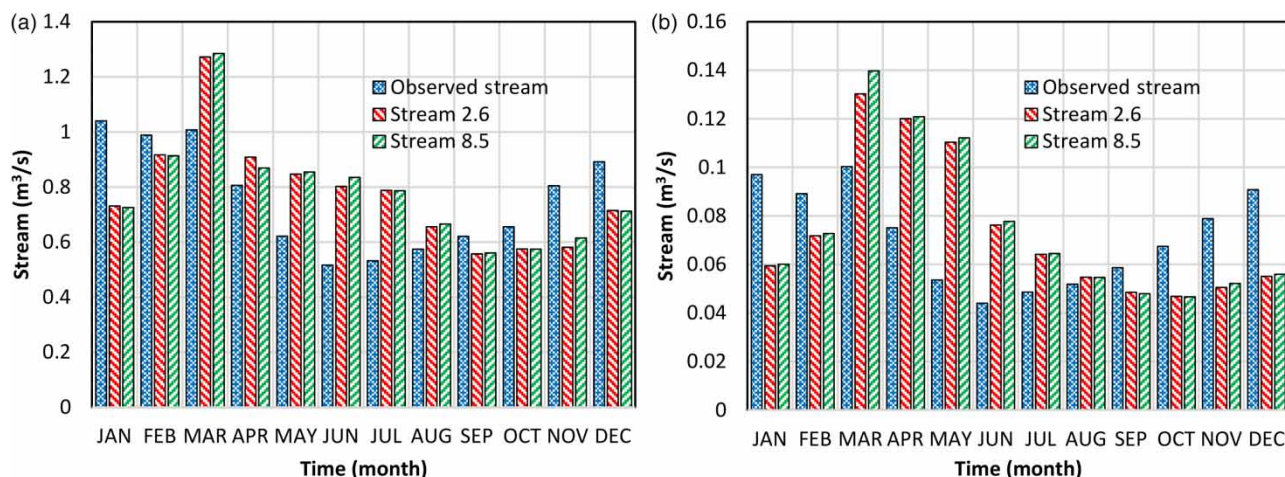 (a)
1.4
1.2
1
0.8
0.6
0.4
0.2
0
Stream (m³/s)
Observed stream
Stream 2.6
Stream 8.5
JAN FEB MAR APR MAY JUN JUL AUG SEP OCT NOV DEC
Time (month)
(b)
0.16
0.14
0.12
0.1
0.08
0.06
0.04
0.02
0
Stream (m³/s)
Observed stream
Stream 2.6
Stream 8.5
JAN FEB MAR APR MAY JUN JUL AUG SEP OCT NOV DEC
Time (month)